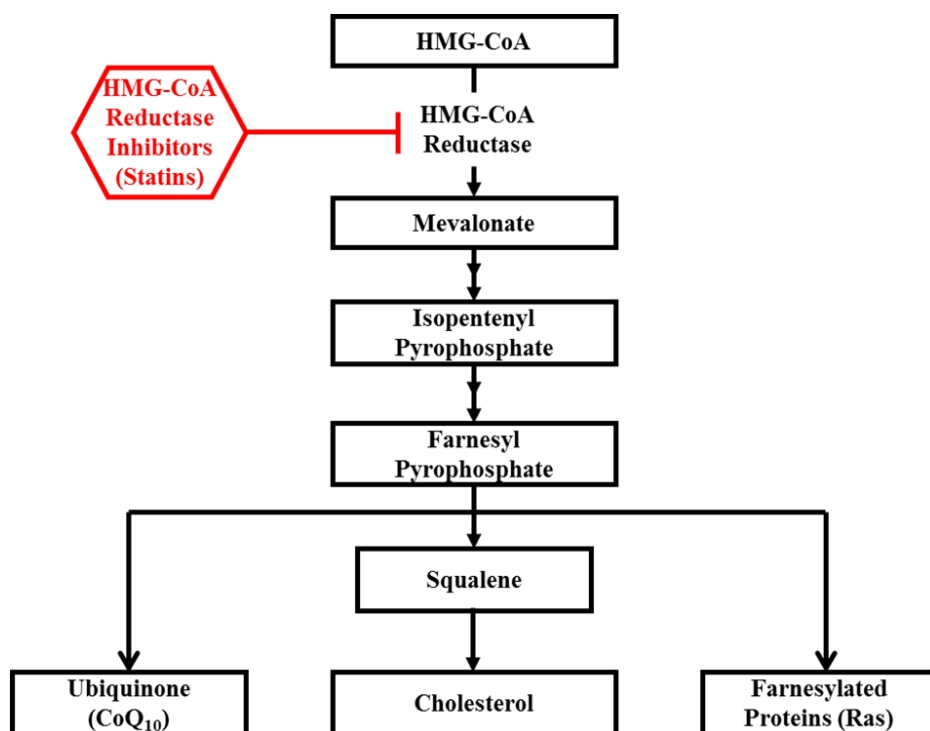 HMG-CoA
HMG-CoA
Reductase
Inhibitors
(Statins)
HMG-CoA
Reductase
Mevalonate
Isopentenyl
Pyrophosphate
Farnesyl
Pyrophosphate
Squalene
Ubiquinone
(CoQ₁₀)
Cholesterol
Farnesylated
Proteins (Ras)